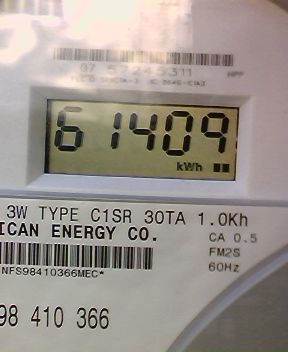 HPP
61409
kWh
3W TYPE C1SR 30TA 1.0Kh
ICAN ENERGY CO.
CA 0.5
FM2S
60Hz
NFS98410366MEC*
98 410 366